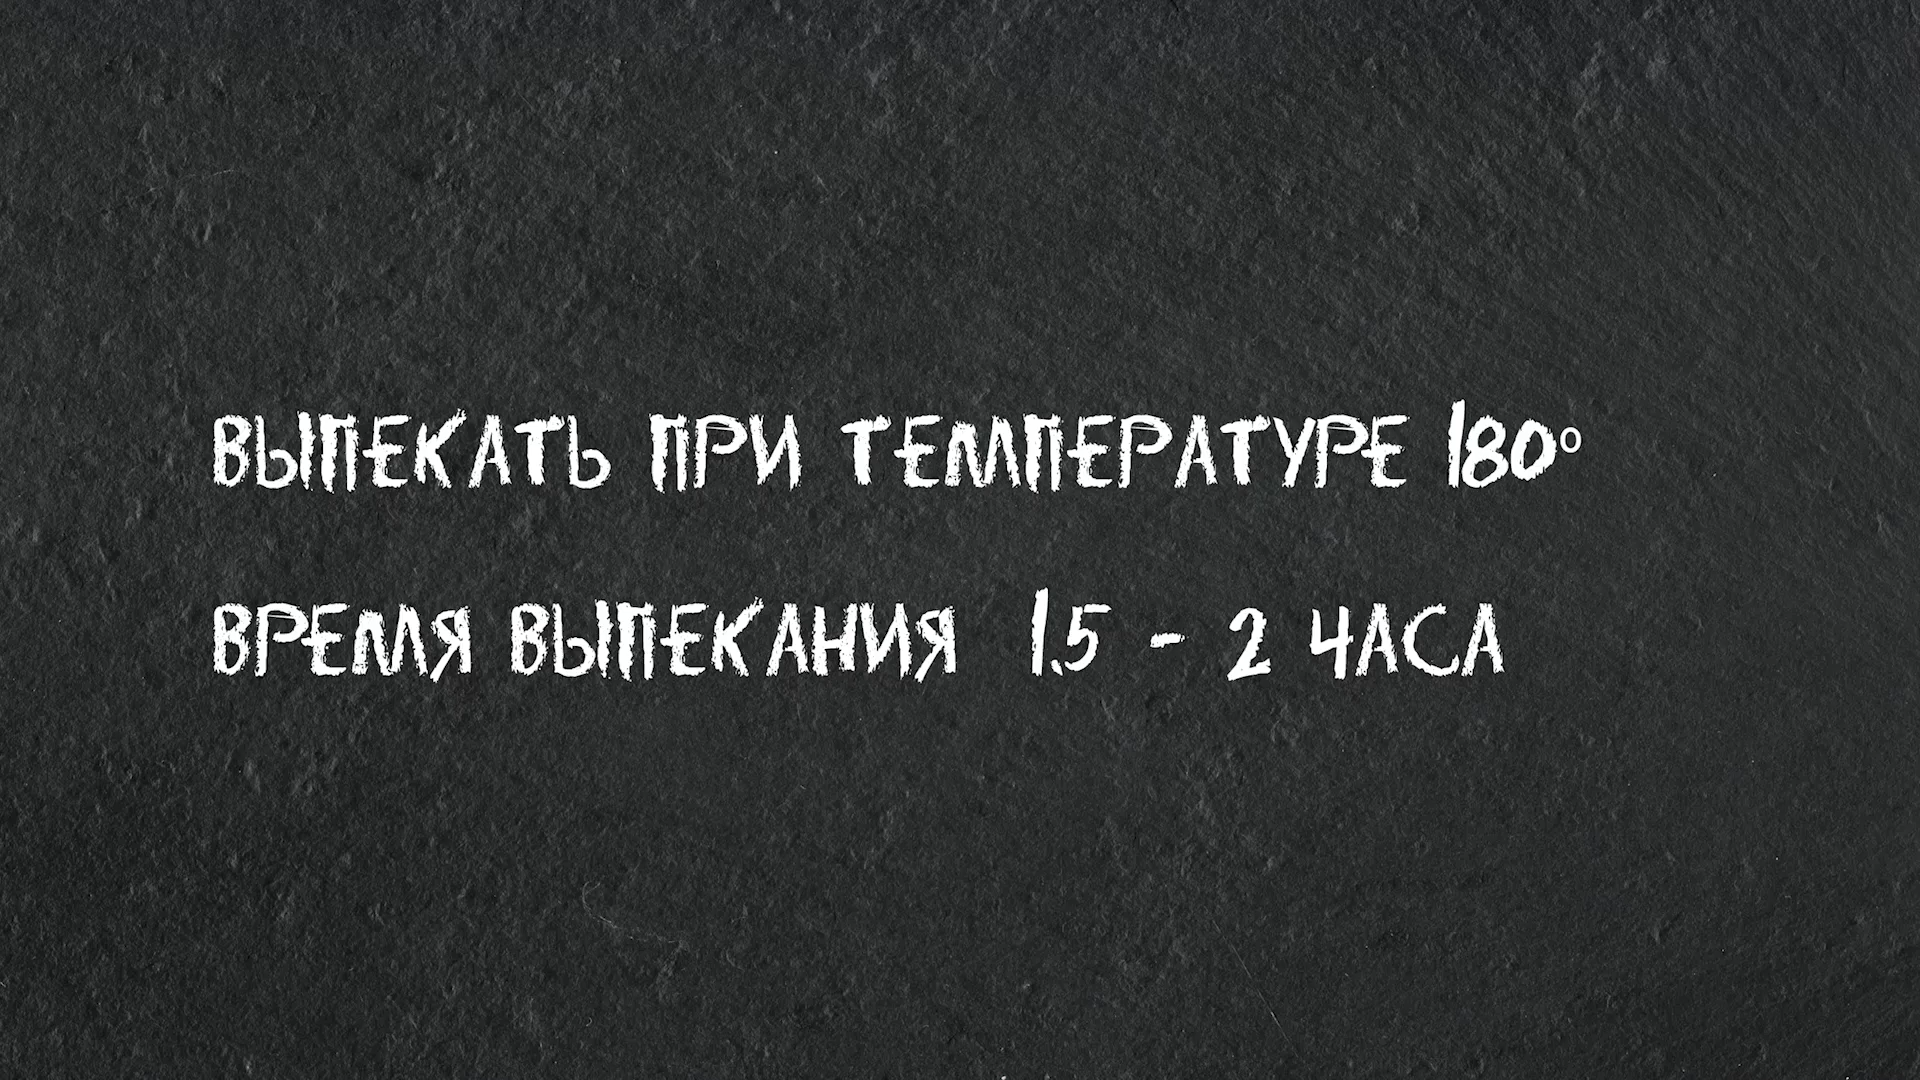 ВЫПЕКАТЬ ПРИ ТЕМПЕРАТУРЕ 180°
ВРЕМЯ ВЫПЕКАНИЯ 1.5 - 2 ЧАСА